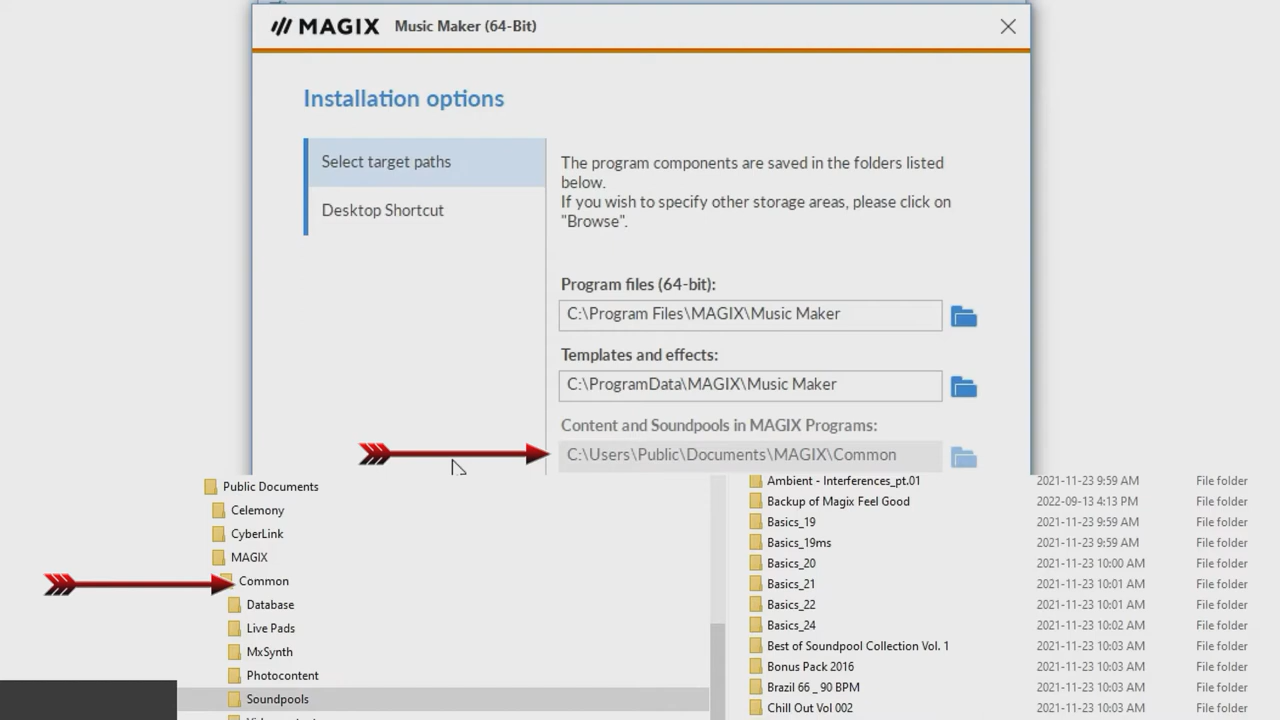 MAGIX Music Maker (64-Bit)
Installation options
Select target paths
Desktop Shortcut
The program components are saved in the folders listed
below.
If you wish to specify other storage areas, please click on
"Browse".
Program files (64-bit):
C:\Program Files\MAGIX\Music Maker
Templates and effects:
C:\ProgramData\MAGIX\Music Maker
Content and Soundpools in MAGIX Programs:
C:\Users\Public\Documents\MAGIX\Common
Public Documents
Celemony
CyberLink
MAGIX
Common
Database
Live Pads
MxSynth
Photocontent
Soundpools
Ambient - Interferences_pt.01 2021-11-23 9:59 AM File folder
Backup of Magix Feel Good 2022-09-13 4:13 PM File folder
Basics_19 2021-11-23 9:59 AM File folder
Basics_19ms 2021-11-23 9:59 AM File folder
Basics_20 2021-11-23 10:00 AM File folder
Basics_21 2021-11-23 10:01 AM File folder
Basics_22 2021-11-23 10:01 AM File folder
Basics_24 2021-11-23 10:02 AM File folder
Best of Soundpool Collection Vol. 1 2021-11-23 10:03 AM File folder
Bonus Pack 2016 2021-11-23 10:03 AM File folder
Brazil 66 _ 90 BPM 2021-11-23 10:03 AM File folder
Chill Out Vol 002 2021-11-23 10:03 AM File folder